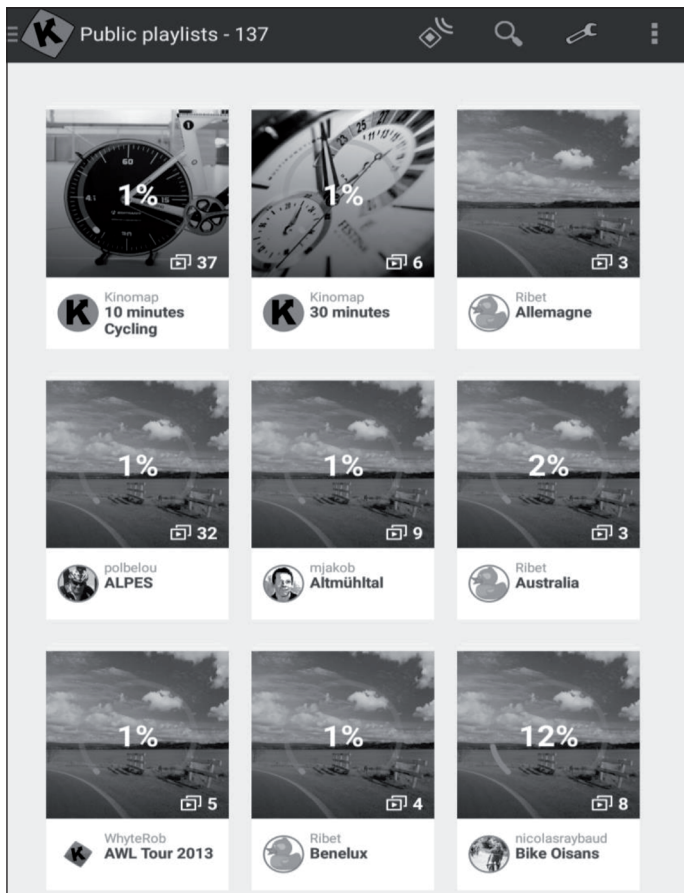 Public playlists - 137
1%
37
Kinomap
10 minutes
Cycling
1%
6
Kinomap
30 minutes
3
Ribet
Allemagne
1%
32
polbelou
ALPES
1%
9
mjakob
Altmühltal
2%
3
Ribet
Australia
1%
5
WhyteRob
AWL Tour 2013
1%
4
Ribet
Benelux
12%
8
nicolasraybaud
Bike Oisans